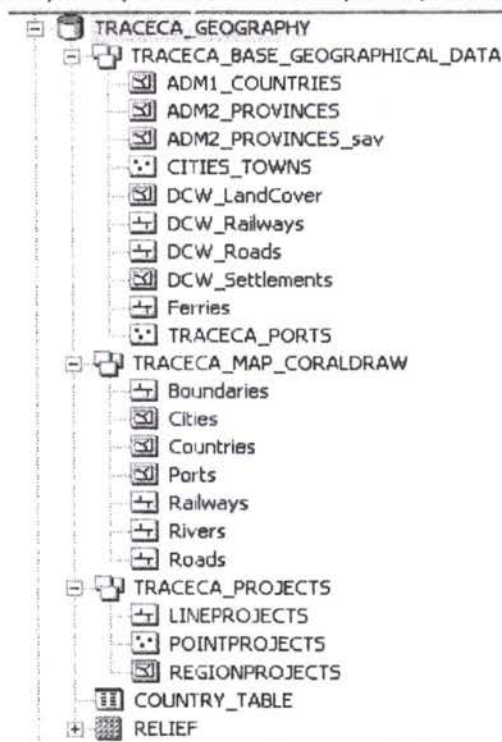 TRACECA_GEOGRAPHY
TRACECA_BASE_GEOGRAPHICAL_DATA
ADM1_COUNTRIES
ADM2_PROVINCES
ADM2_PROVINCES_sav
CITIES_TOWNS
DCW_LandCover
DCW_Railways
DCW_Roads
DCW_Settlements
Ferries
TRACECA_PORTS
TRACECA_MAP_CORALDRAW
Boundaries
Cities
Countries
Ports
Railways
Rivers
Roads
TRACECA_PROJECTS
LINEPROJECTS
POINTPROJECTS
REGIONPROJECTS
COUNTRY_TABLE
RELIEF